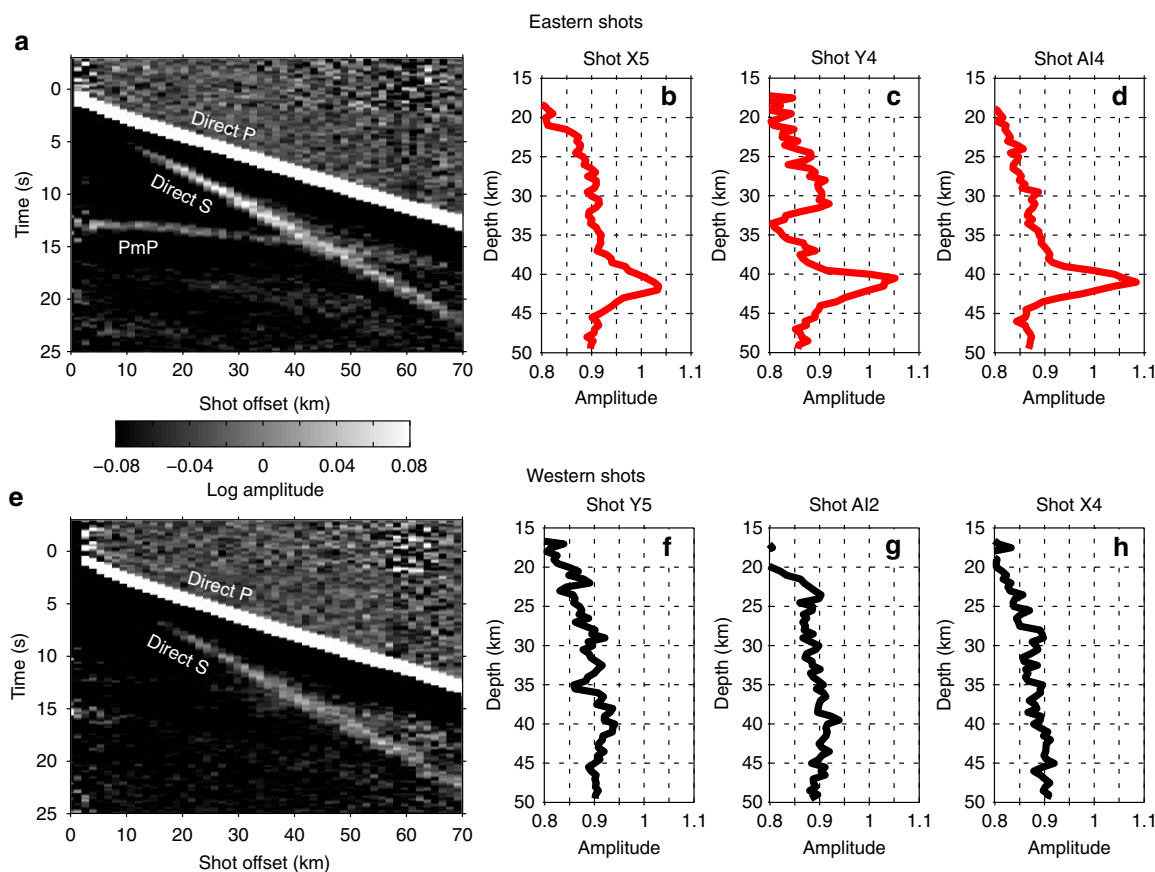 Eastern shots
a
0
5
10
15
20
25
Time (s)
Direct P
Direct S
PmP
0 10 20 30 40 50 60 70
Shot offset (km)
Shot X5
b
15
20
25
30
35
40
45
50
Depth (km)
0.8 0.9 1 1.1
Amplitude
Shot Y4
c
15
20
25
30
35
40
45
50
Depth (km)
0.8 0.9 1 1.1
Amplitude
Shot AI4
d
15
20
25
30
35
40
45
50
Depth (km)
0.8 0.9 1 1.1
Amplitude
−0.08 −0.04 0 0.04 0.08
Log amplitude
Western shots
e
0
5
10
15
20
25
Time (s)
Direct P
Direct S
0 10 20 30 40 50 60 70
Shot offset (km)
Shot Y5
f
15
20
25
30
35
40
45
50
Depth (km)
0.8 0.9 1 1.1
Amplitude
Shot AI2
g
15
20
25
30
35
40
45
50
Depth (km)
0.8 0.9 1 1.1
Amplitude
Shot X4
h
15
20
25
30
35
40
45
50
Depth (km)
0.8 0.9 1 1.1
Amplitude